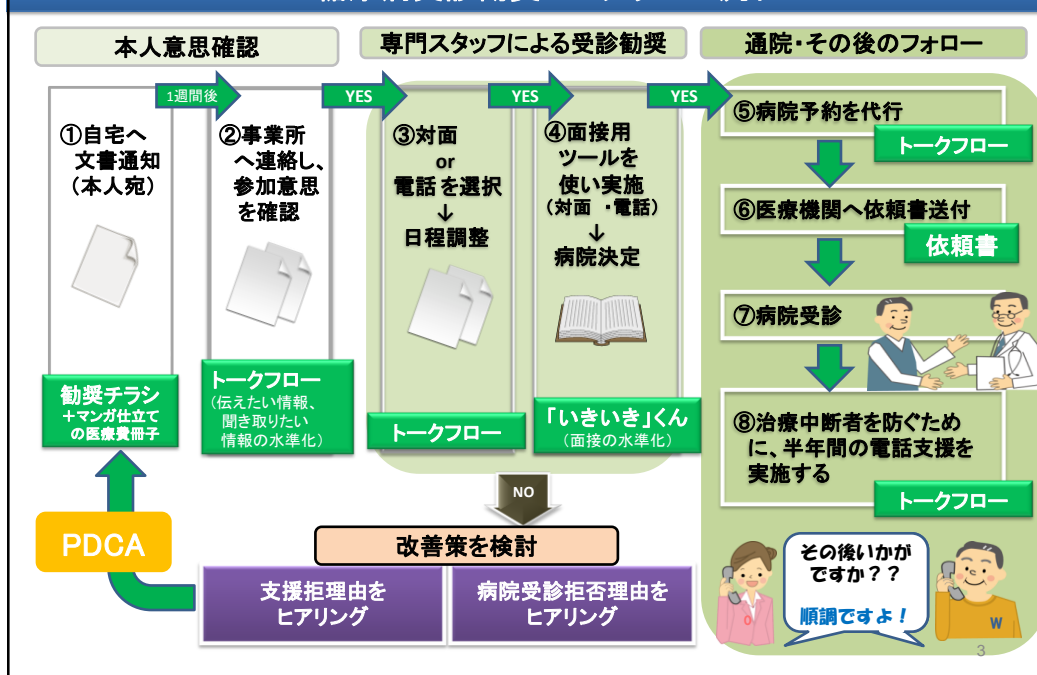 本人意思確認
専門スタッフによる受診勧奨
通院・その後のフォロー
1週間後
YES
YES
YES
①自宅へ
文書通知
(本人宛)
勧奨チラシ
+マンガ仕立て
の医療費冊子
②事業所
へ連絡し、
参加意思
を確認
トークフロー
(伝えたい情報、
聞き取りたい
情報の水準化)
③対面
or
電話を選択
↓
日程調整
トークフロー
④面接用
ツールを
使い実施
(対面・電話)
↓
病院決定
「いきいき」くん
(面接の水準化)
⑤病院予約を代行
トークフロー
⑥医療機関へ依頼書送付
依頼書
⑦病院受診
⑧治療中断者を防ぐため
に、半年間の電話支援を
実施する
トークフロー
NO
PDCA
改善策を検討
支援拒理由を
ヒアリング
病院受診拒否理由を
ヒアリング
その後いかが
ですか??
順調ですよ!
O
W
3